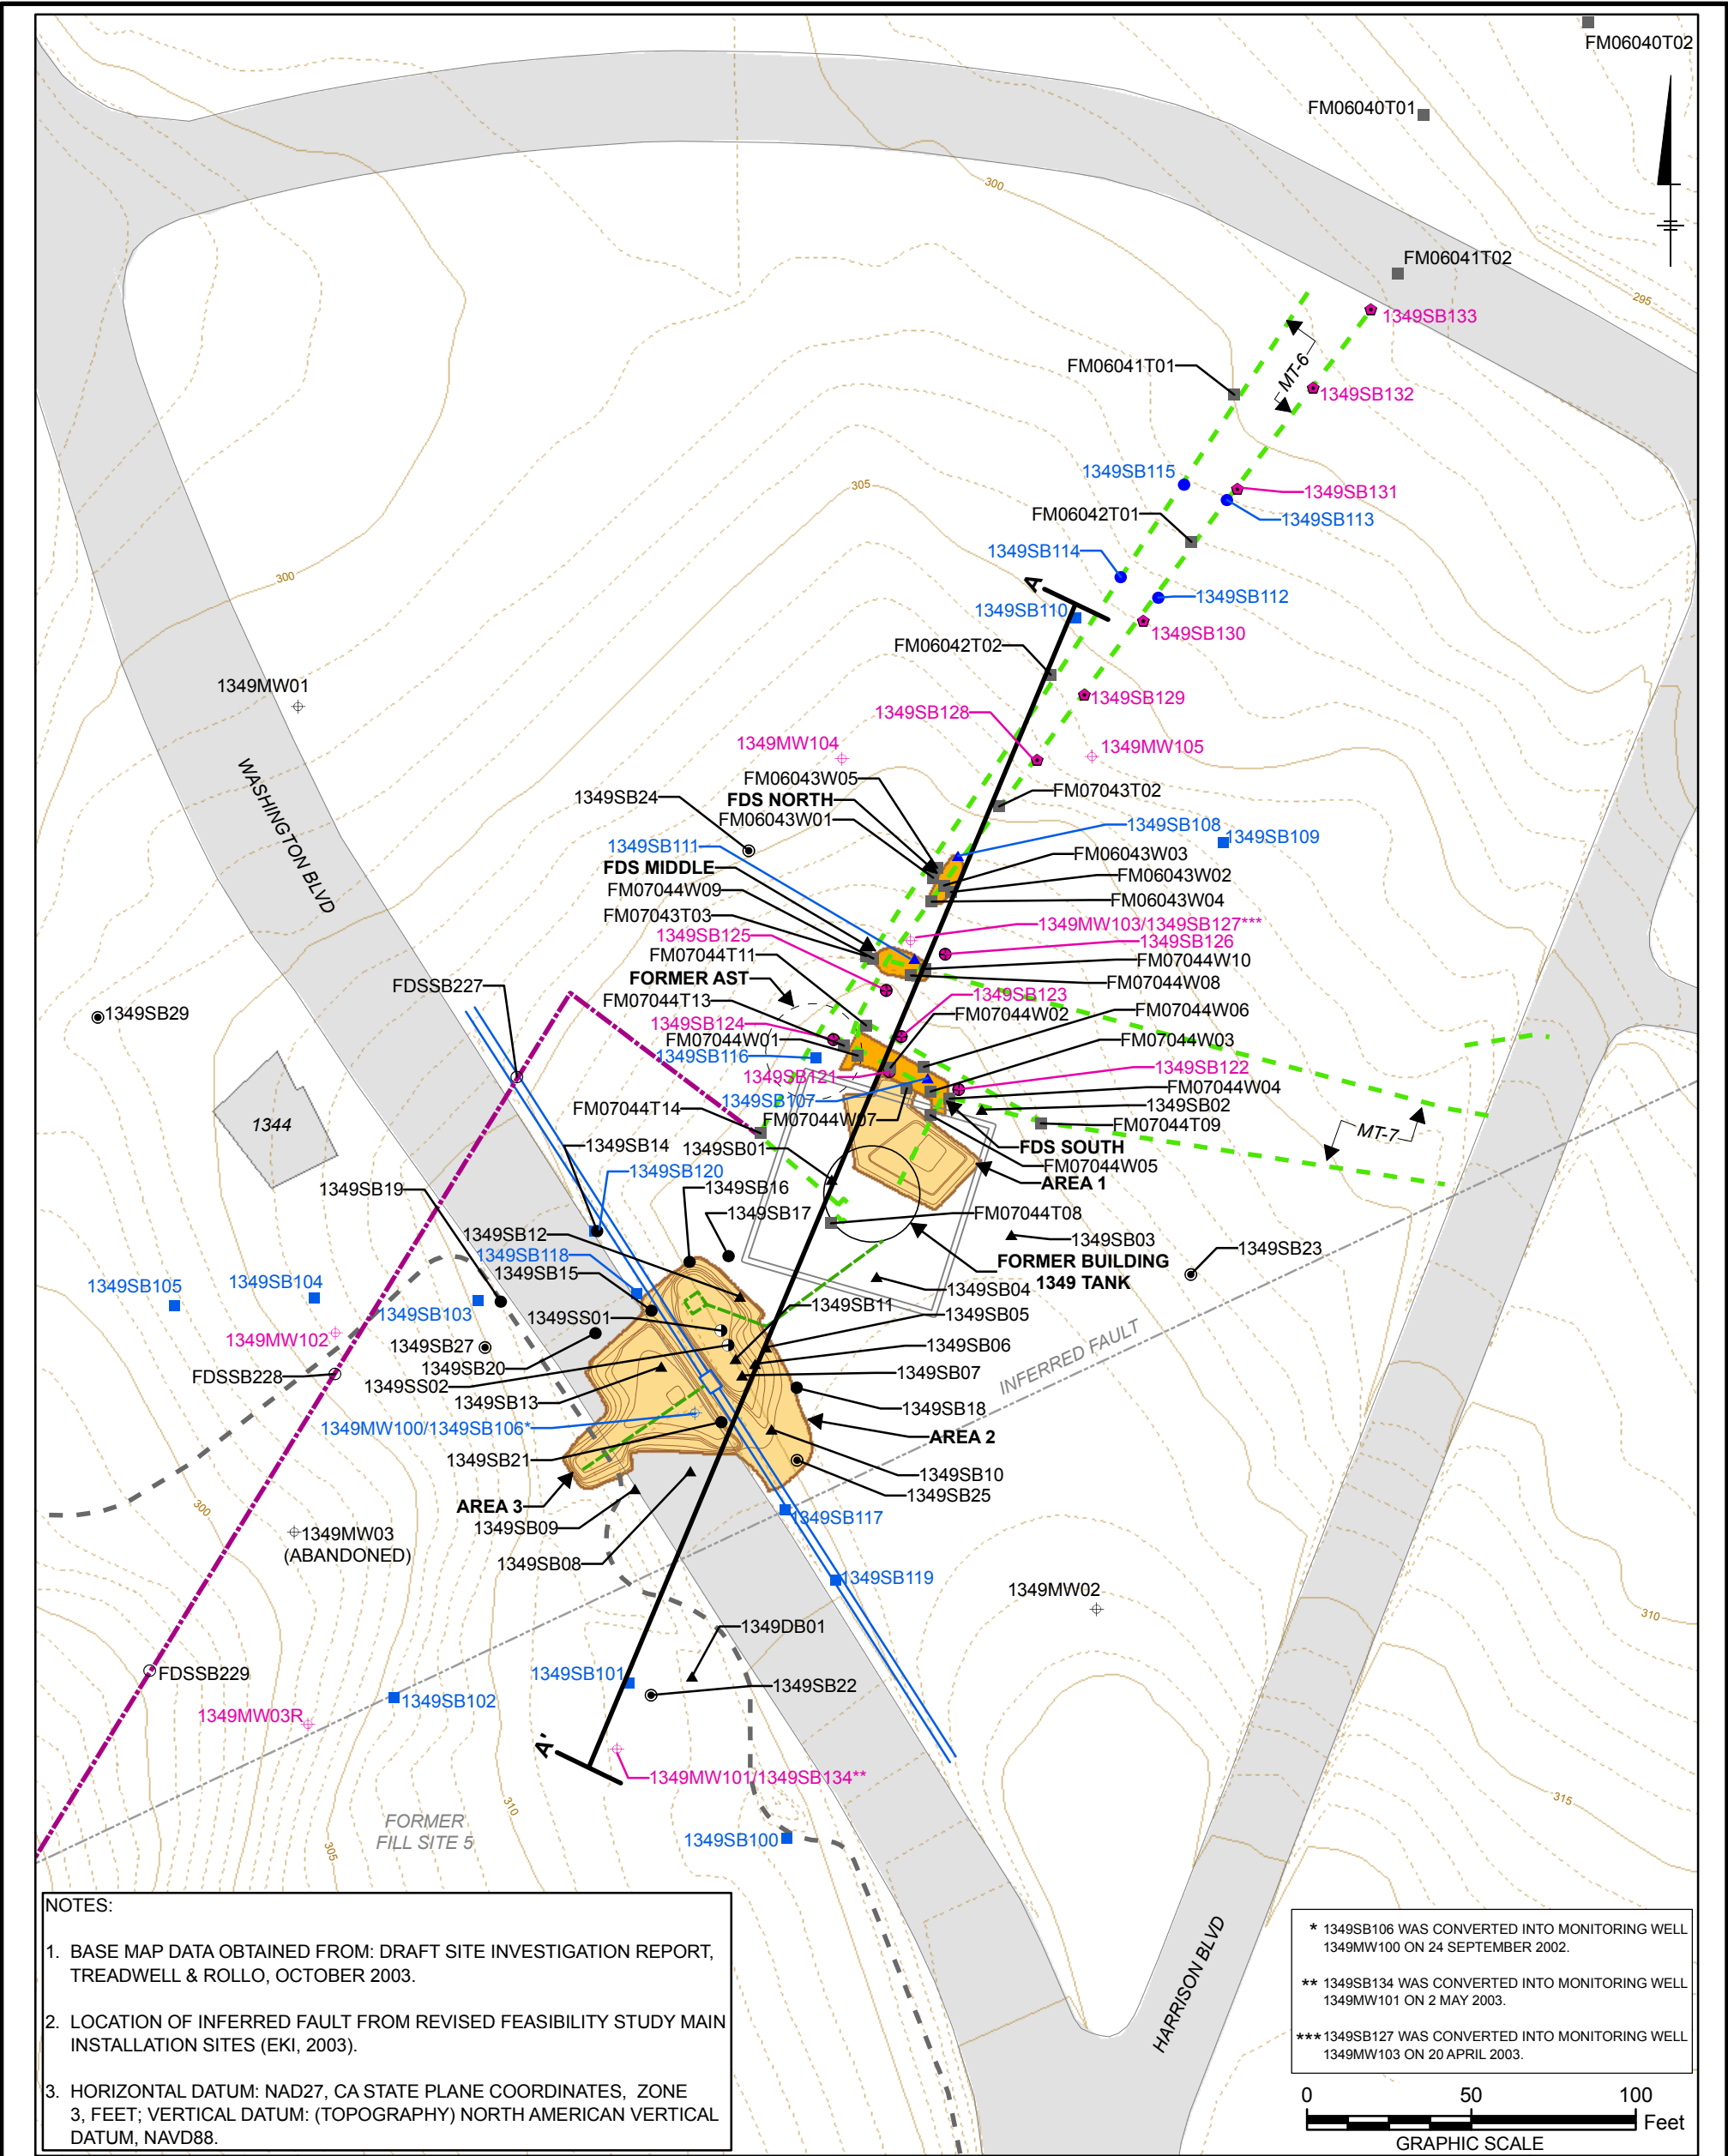 FM06040T02
FM06040T01
300
FM06041T02
295
1349SB133
MT-6
FM06041T01
1349SB132
1349SB115
305
1349SB131
FM06042T01
1349SB113
1349SB114
300
A
1349SB110
1349SB112
1349SB130
FM06042T02
1349MW01
1349SB129
1349SB128
1349MW104
1349MW105
WASHINGTON BLVD
FM06043W05
1349SB24
FDS NORTH
FM07043T02
FM06043W01
1349SB108
1349SB109
1349SB111
FM06043W03
FDS MIDDLE
FM06043W02
FM07044W09
FM06043W04
FM07043T03
1349MW103/1349SB127***
1349SB125
1349SB126
FM07044T11
FM07044W10
FORMER AST
FM07044W08
FDSSB227
FM07044T13
1349SB123
FM07044W06
1349SB29
1349SB124
FM07044W02
FM07044W01
FM07044W03
1349SB116
1349SB121
1349SB122
FM07044W04
1349SB107
1349SB02
FM07044T14
FM07044W07
FM07044T09
1344
MT-7
1349SB14
1349SB01
FDS SOUTH
FM07044W05
1349SB120
AREA 1
1349SB19
1349SB16
1349SB17
FM07044T08
1349SB12
1349SB03
1349SB23
1349SB118
FORMER BUILDING
1349 TANK
1349SB15
1349SB105
1349SB104
1349SB04
1349SB103
1349SS01
1349SB11
1349SB05
1349MW102
1349SB27
1349SB06
1349SB20
INFERRED FAULT
FDSSB228
1349SS02
1349SB07
1349SB13
1349SB18
1349MW100/1349SB106*
AREA 2
1349SB21
1349SB10
1349SB25
300
AREA 3
1349SB117
1349SB09
1349MW03
(ABANDONED)
1349SB08
1349SB119
1349MW02
310
1349DB01
FDSSB229
1349SB101
1349SB22
1349SB102
1349MW03R
A'
1349MW101/1349SB134**
315
310
FORMER
FILL SITE 5
305
1349SB100
HARRISON BLVD
NOTES:
1. BASE MAP DATA OBTAINED FROM: DRAFT SITE INVESTIGATION REPORT,
TREADWELL & ROLLO, OCTOBER 2003.
2. LOCATION OF INFERRED FAULT FROM REVISED FEASIBILITY STUDY MAIN
INSTALLATION SITES (EKI, 2003).
3. HORIZONTAL DATUM: NAD27, CA STATE PLANE COORDINATES, ZONE
3, FEET; VERTICAL DATUM: (TOPOGRAPHY) NORTH AMERICAN VERTICAL
DATUM, NAVD88.
* 1349SB106 WAS CONVERTED INTO MONITORING WELL
1349MW100 ON 24 SEPTEMBER 2002.
** 1349SB134 WAS CONVERTED INTO MONITORING WELL
1349MW101 ON 2 MAY 2003.
*** 1349SB127 WAS CONVERTED INTO MONITORING WELL
1349MW103 ON 20 APRIL 2003.
0 50 100
Feet
GRAPHIC SCALE